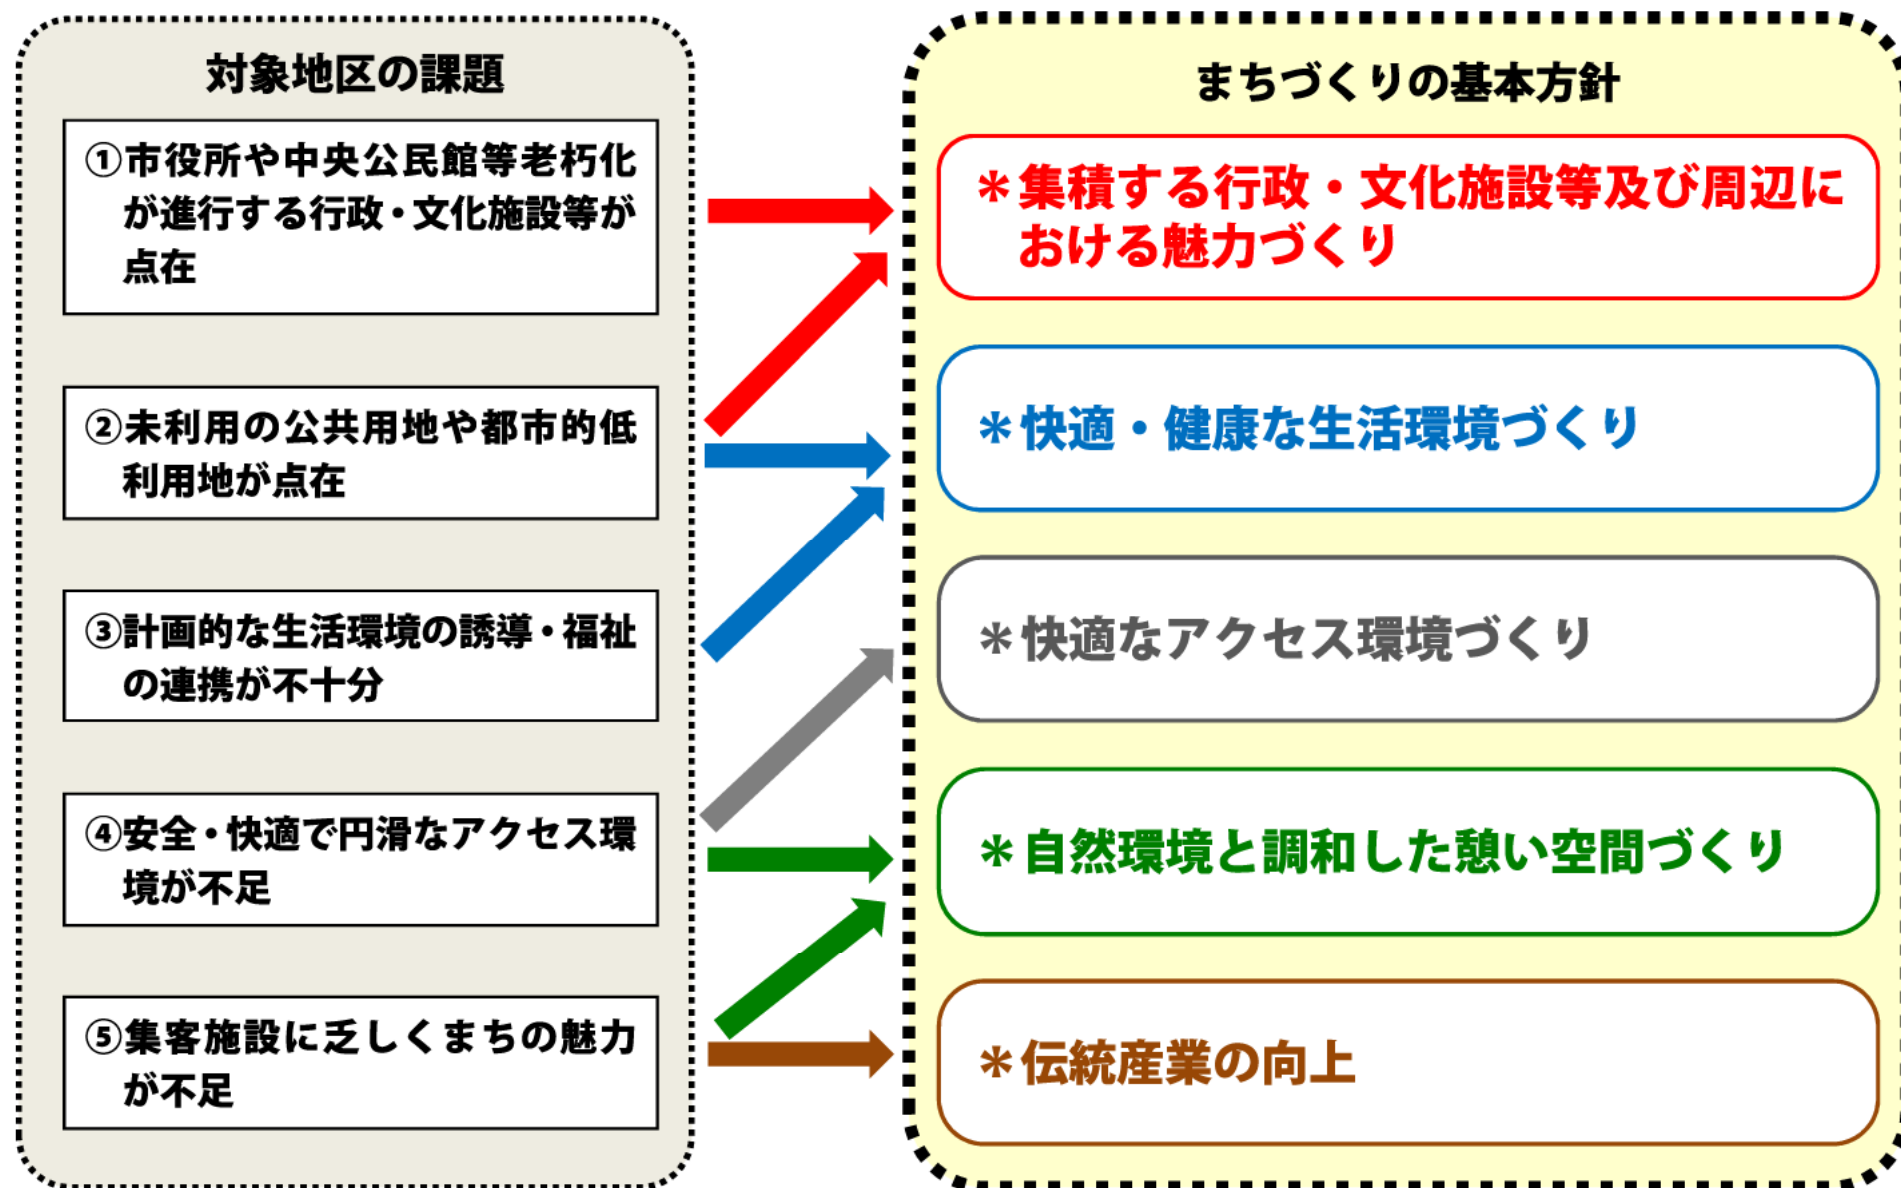 対象地区の課題
①市役所や中央公民館等老朽化
が進行する行政・文化施設等が
点在
②未利用の公共用地や都市的低
利用地が点在
③計画的な生活環境の誘導・福祉
の連携が不十分
④安全・快適で円滑なアクセス環
境が不足
⑤集客施設に乏しくまちの魅力
が不足
まちづくりの基本方針
＊集積する行政・文化施設等及び周辺に
おける魅力づくり
＊快適・健康な生活環境づくり
＊快適なアクセス環境づくり
＊自然環境と調和した憩い空間づくり
＊伝統産業の向上